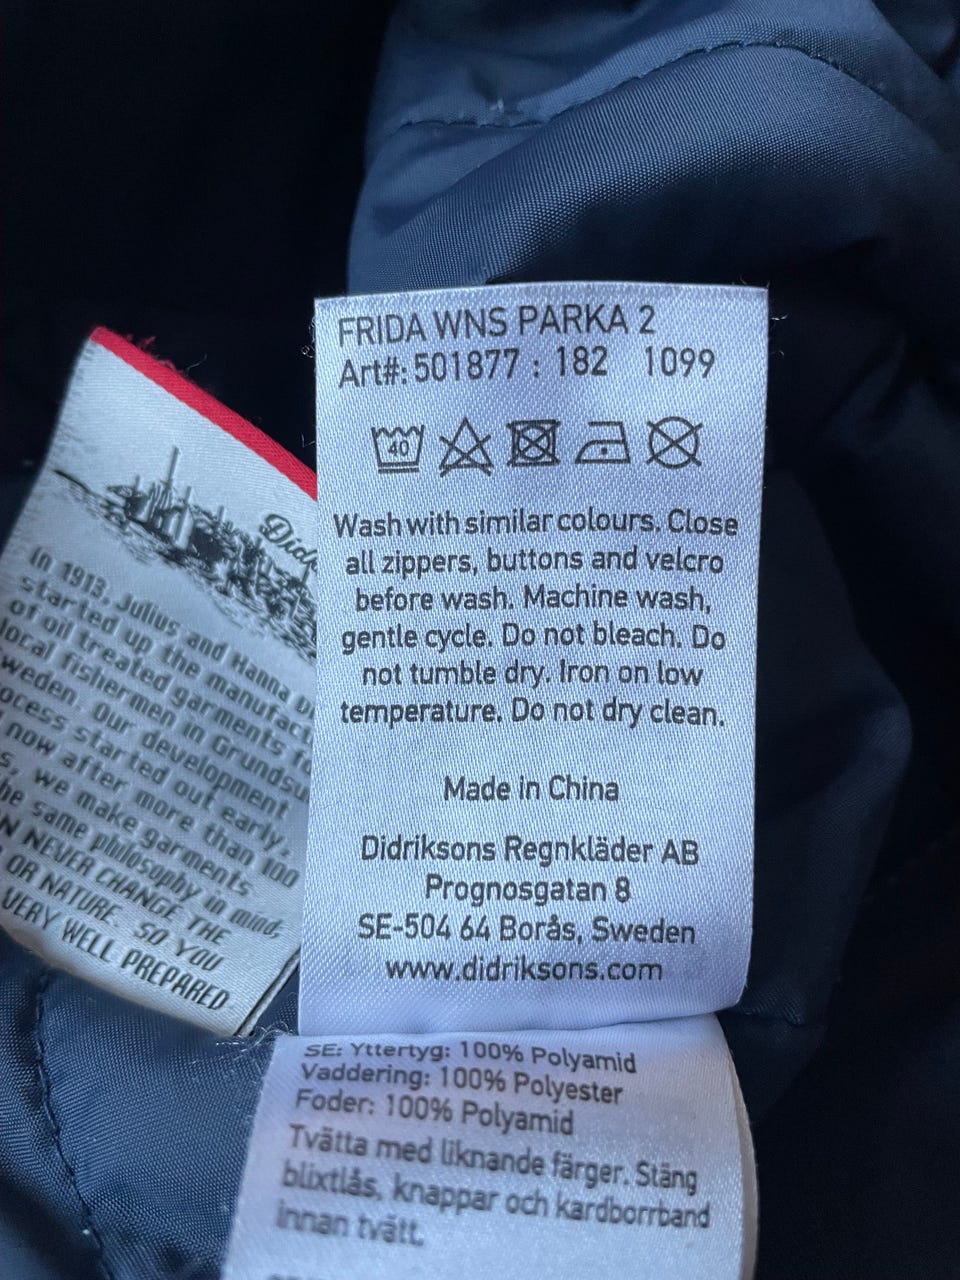 FRIDA WNS PARKA 2
Art#: 501877 : 182 1099
40
Wash with similar colours. Close
all zippers, buttons and velcro
before wash. Machine wash,
gentle cycle. Do not bleach. Do
not tumble dry. Iron on low
temperature. Do not dry clean.
Made in China
Didriksons Regnkläder AB
Prognosgatan 8
SE-504 64 Borås, Sweden
www.didriksons.com
In 1913, Julius and Hanna
started up the
of oil treated garments
local fishermen in
our development
started out early,
now after more than 100
we make garments
same philosophy in mind,
NEVER CHANGE THE
OR NATURE. SO YOU
VERY WELL PREPARED
SE: Yttertyg: 100% Polyamid
Vaddering: 100% Polyester
Foder: 100% Polyamid
Tvätta med liknande färger. Stäng
blixtlås, knappar och kardborrband
innan tvätt.